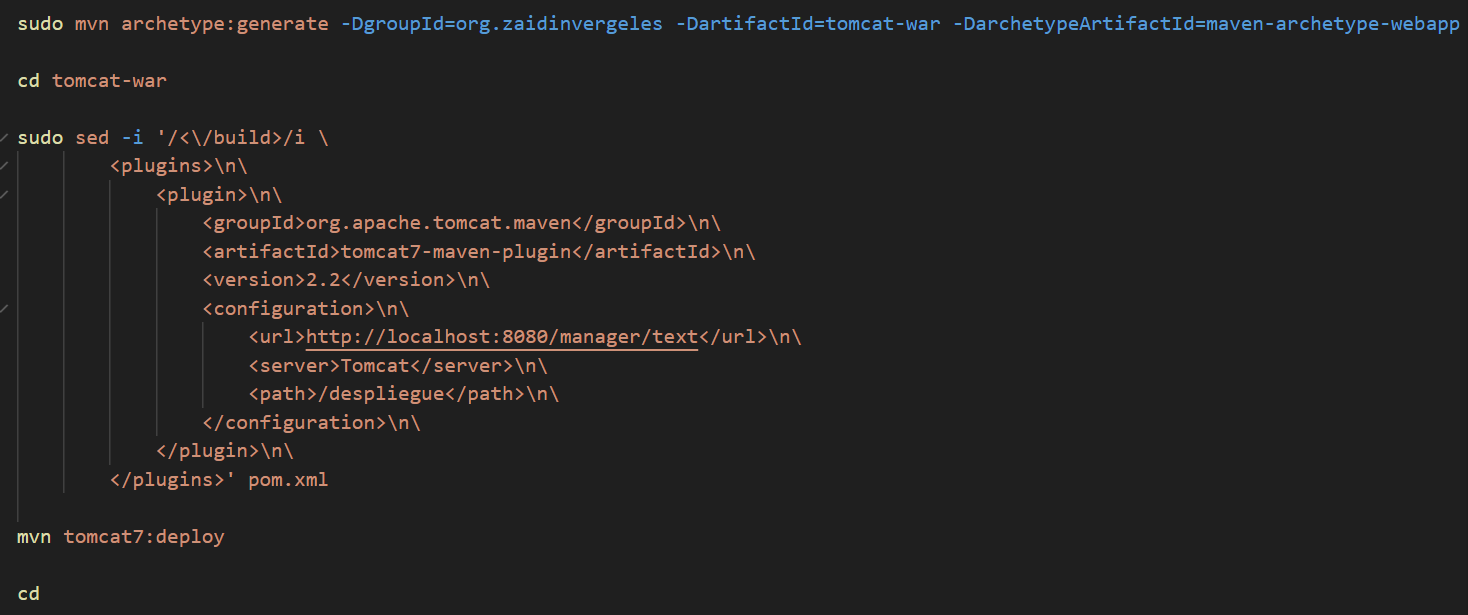 sudo mvn archetype:generate -DgroupId=org.zaidinvergeles -DartifactId=tomcat-war -DarchetypeArtifactId=maven-archetype-webapp
cd tomcat-war
sudo sed -i '/<\/build>/i \
<plugins>\n\
<plugin>\n\
<groupId>org.apache.tomcat.maven</groupId>\n\
<artifactId>tomcat7-maven-plugin</artifactId>\n\
<version>2.2</version>\n\
<configuration>\n\
<url>http://localhost:8080/manager/text</url>\n\
<server>Tomcat</server>\n\
<path>/despliegue</path>\n\
</configuration>\n\
</plugin>\n\
</plugins>' pom.xml
mvn tomcat7:deploy
cd